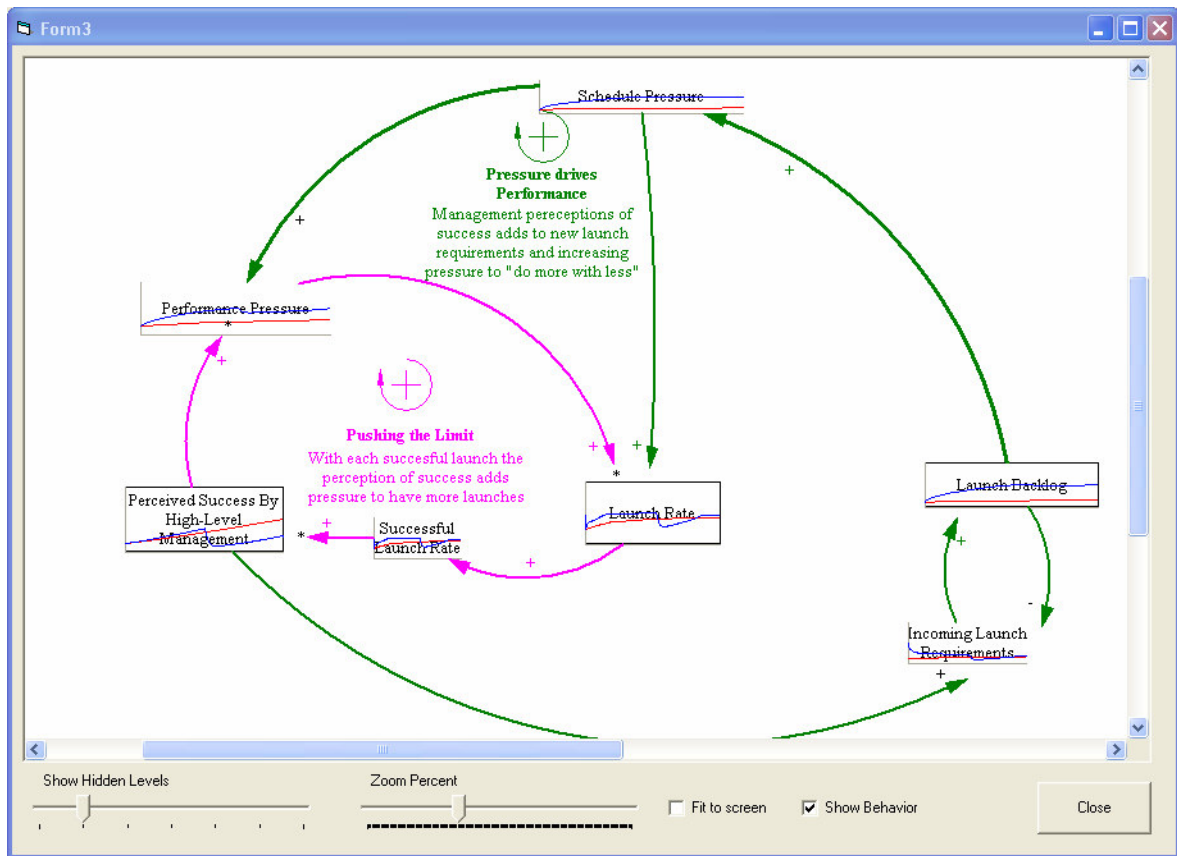 Form3
Schedule Pressure
+
Pressure drives
Performance
Management pereceptions of
success adds to new launch
requirements and increasing
pressure to "do more with less"
+
Performance Pressure
*
+
Pushing the Limit
With each succesful launch the
perception of success adds
pressure to have more launches
+
+
*
Launch Rate
Launch Backlog
Perceived Success By
High-Level
Management
*
+
Successful
Launch Rate
+
+
-
Incoming Launch
Requirements
+
Show Hidden Levels
Zoom Percent
Fit to screen
Show Behavior
Close